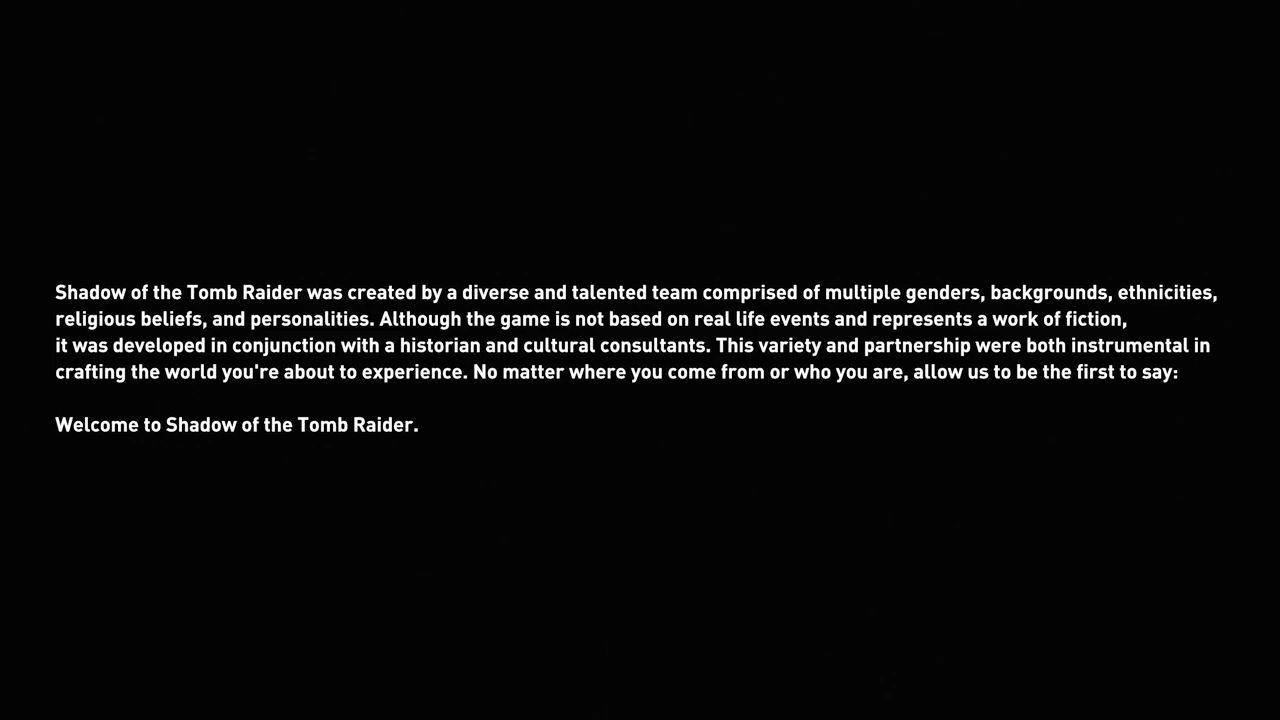 Shadow of the Tomb Raider was created by a diverse and talented team comprised of multiple genders, backgrounds, ethnicities,
religious beliefs, and personalities. Although the game is not based on real life events and represents a work of fiction,
it was developed in conjunction with a historian and cultural consultants. This variety and partnership were both instrumental in
crafting the world you're about to experience. No matter where you come from or who you are, allow us to be the first to say:
Welcome to Shadow of the Tomb Raider.